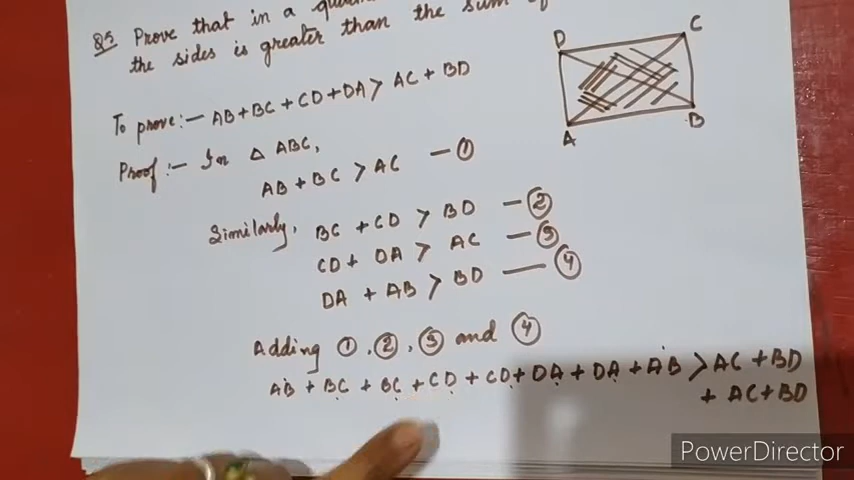 Q5 Prove that in a
the sides is greater than the sum of
D
C
A
B
To prove:- AB+BC+CD+DA> AC+BD
Proof:- In △ ABC,
AB+BC >AC - ①
Similarly, BC +CD > BD - ②
CD+ DA > AC - ③
DA + AB > BD - ④
Adding ①,②,③ and ④
AB + BC + BC + CD + CD+ DA + DA + AB > AC +BD
+ AC+BD
PowerDirector